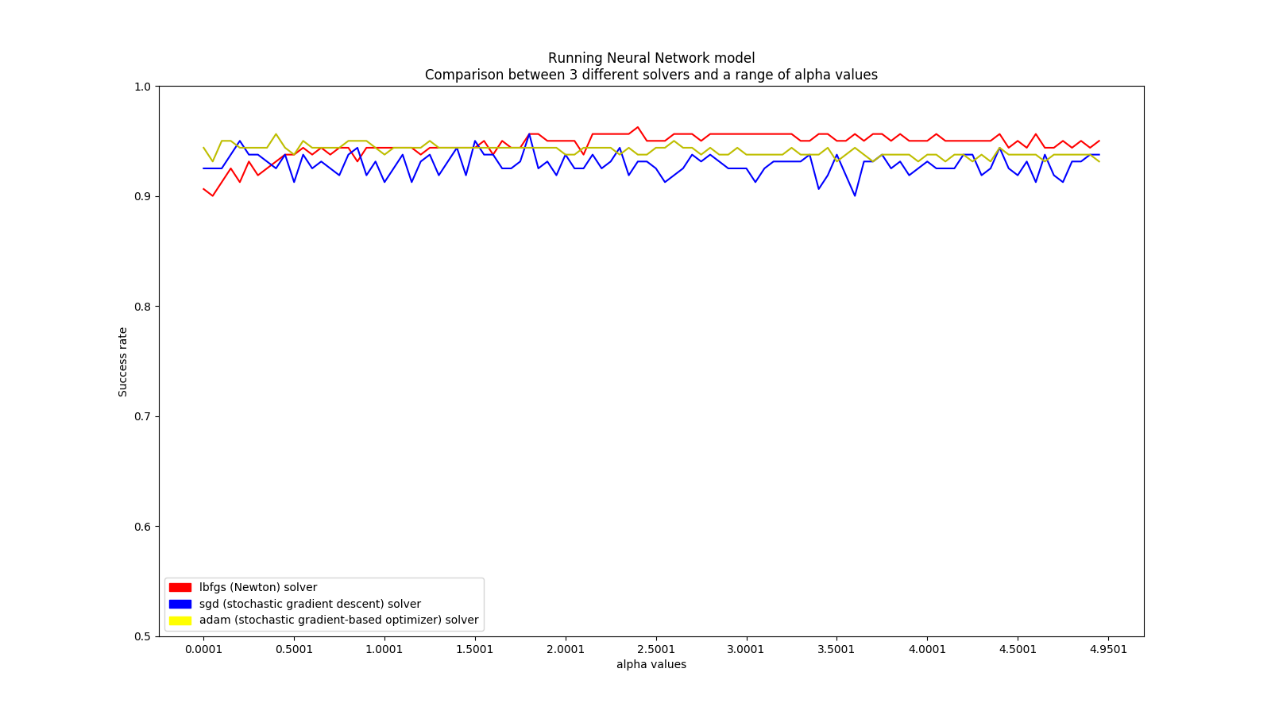 Running Neural Network model
Comparison between 3 different solvers and a range of alpha values
1.0
0.9
0.8
0.7
0.6
0.5
Success rate
lbfgs (Newton) solver
sgd (stochastic gradient descent) solver
adam (stochastic gradient-based optimizer) solver
0.0001 0.5001 1.0001 1.5001 2.0001 2.5001 3.0001 3.5001 4.0001 4.5001 4.9501
alpha values